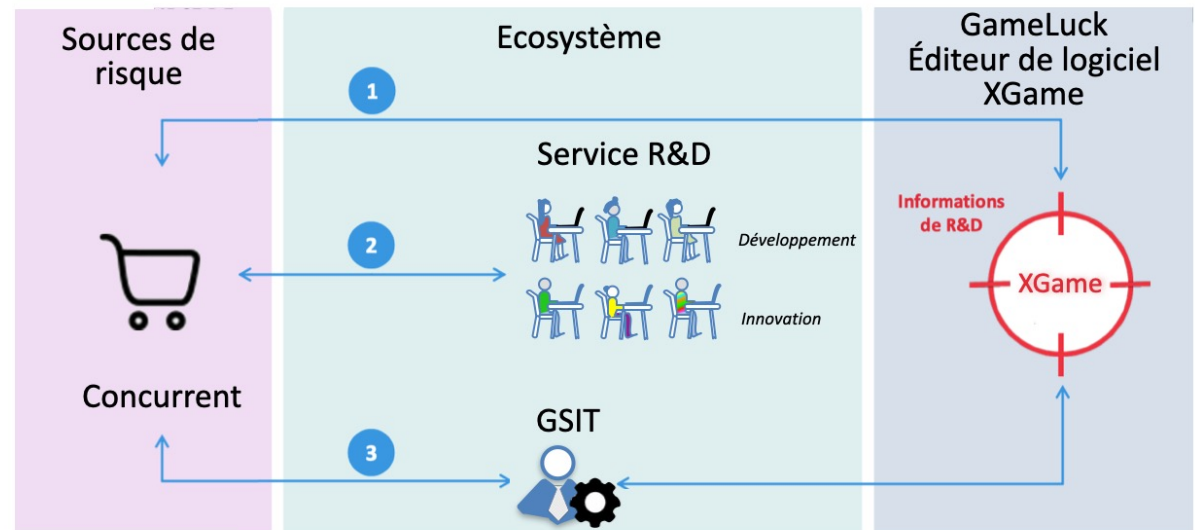 Sources de
risque
Ecosystème
GameLuck
Éditeur de logiciel
XGame
1
Service R&D
Informations
de R&D
Développement
2
XGame
Innovation
Concurrent
GSIT
3